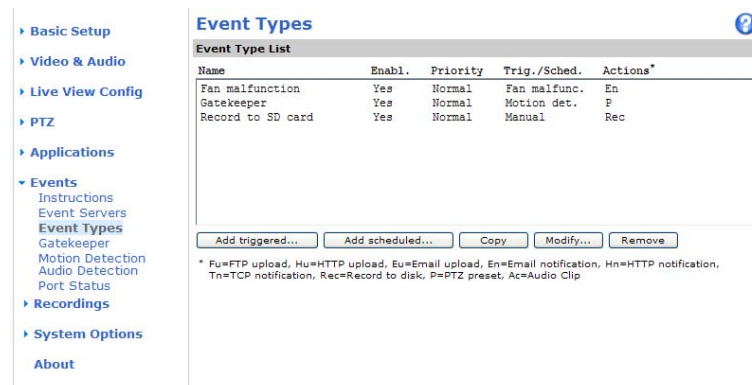 Basic Setup
Video & Audio
Live View Config
PTZ
Applications
Events
Instructions
Event Servers
Event Types
Gatekeeper
Motion Detection
Audio Detection
Port Status
Recordings
System Options
About
Event Types
?
Event Type List
Name Enabl. Priority Trig./Sched. Actions*
Fan malfunction Yes Normal Fan malfunc. En
Gatekeeper Yes Normal Motion det. P
Record to SD card Yes Normal Manual Rec
Add triggered... Add scheduled... Copy Modify... Remove
* Fu=FTP upload, Hu=HTTP upload, Eu=Email upload, En=Email notification, Hn=HTTP notification,
Tn=TCP notification, Rec=Record to disk, P=PTZ preset, Ac=Audio Clip